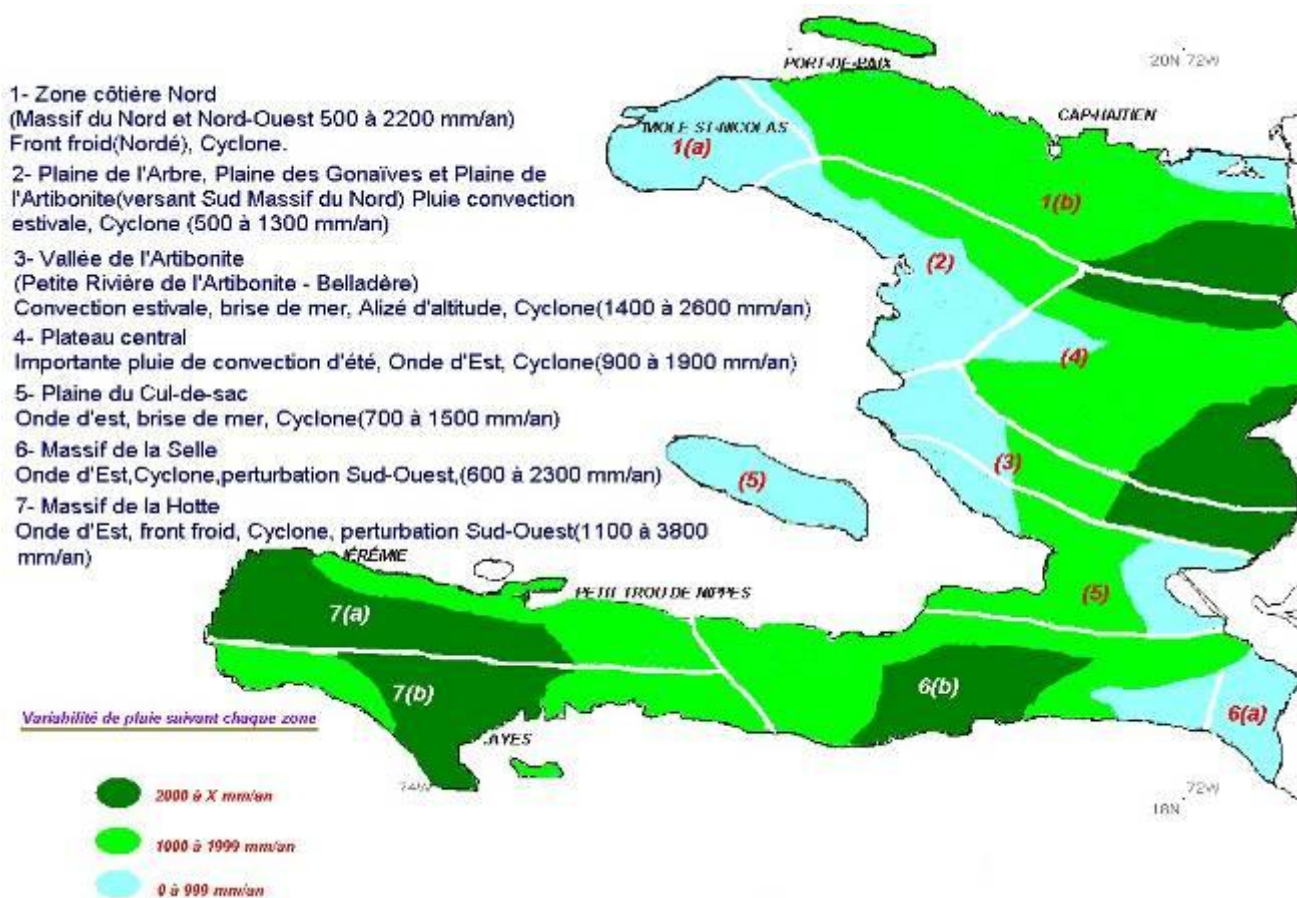 1- Zone côtière Nord
(Massif du Nord et Nord-Ouest 500 à 2200 mm/an)
Front froid(Nordé), Cyclone.
2- Plaine de l'Arbre, Plaine des Gonaïves et Plaine de
l'Artibonite(versant Sud Massif du Nord) Pluie convection
estivale, Cyclone (500 à 1300 mm/an)
3- Vallée de l'Artibonite
(Petite Rivière de l'Artibonite - Belladère)
Convection estivale, brise de mer, Alizé d'altitude, Cyclone(1400 à 2600 mm/an)
4- Plateau central
Importante pluie de convection d'été, Onde d'Est, Cyclone(900 à 1900 mm/an)
5- Plaine du Cul-de-sac
Onde d'est, brise de mer, Cyclone(700 à 1500 mm/an)
6- Massif de la Selle
Onde d'Est,Cyclone,perturbation Sud-Ouest,(600 à 2300 mm/an)
7- Massif de la Hotte
Onde d'Est, front froid, Cyclone, perturbation Sud-Ouest(1100 à 3800
mm/an)
PORT-DE-PAIX
20N 72W
MOLE ST-NICOLAS
CAP-HAITIEN
1(a)
1(b)
(2)
(4)
(3)
(5)
JÉRÉMIE
PETIT TROU DE NIPPES
(5)
7(a)
7(b)
6(b)
6(a)
AYES
74W
72W
18N
Variabilité de pluie suivant chaque zone
2000 à X mm/an
1000 à 1999 mm/an
0 à 999 mm/an